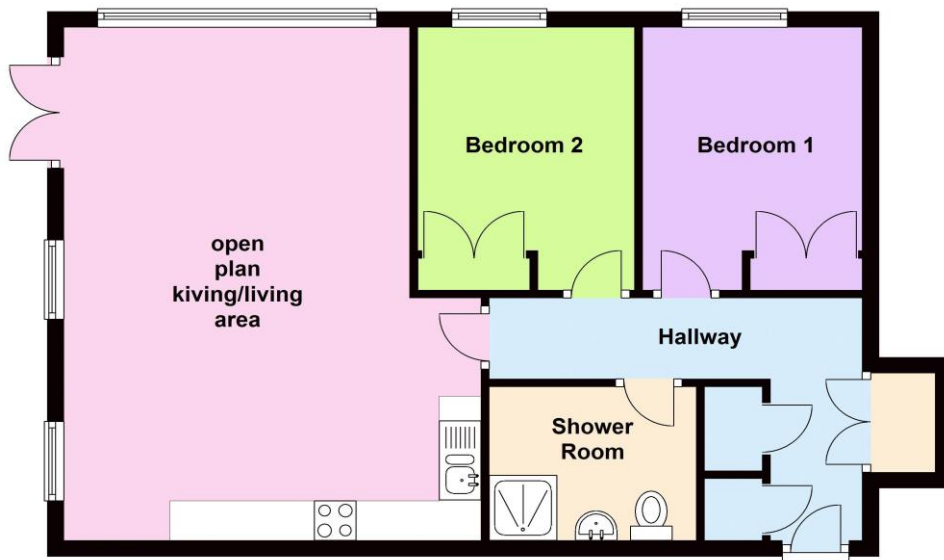 Bedroom 2
Bedroom 1
open
plan
kiving/living
area
Hallway
Shower
Room